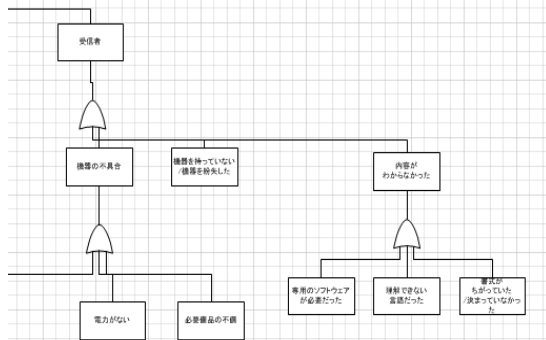 受信者
機器の不具合
機器を持っていない
/機器を紛失した
内容が
わからなかった
専用のソフトウェア
が必要だった
理解できない
言語だった
書式が
ちがっていた
/決まっていなかっ
た
電力がない
必要備品の不備